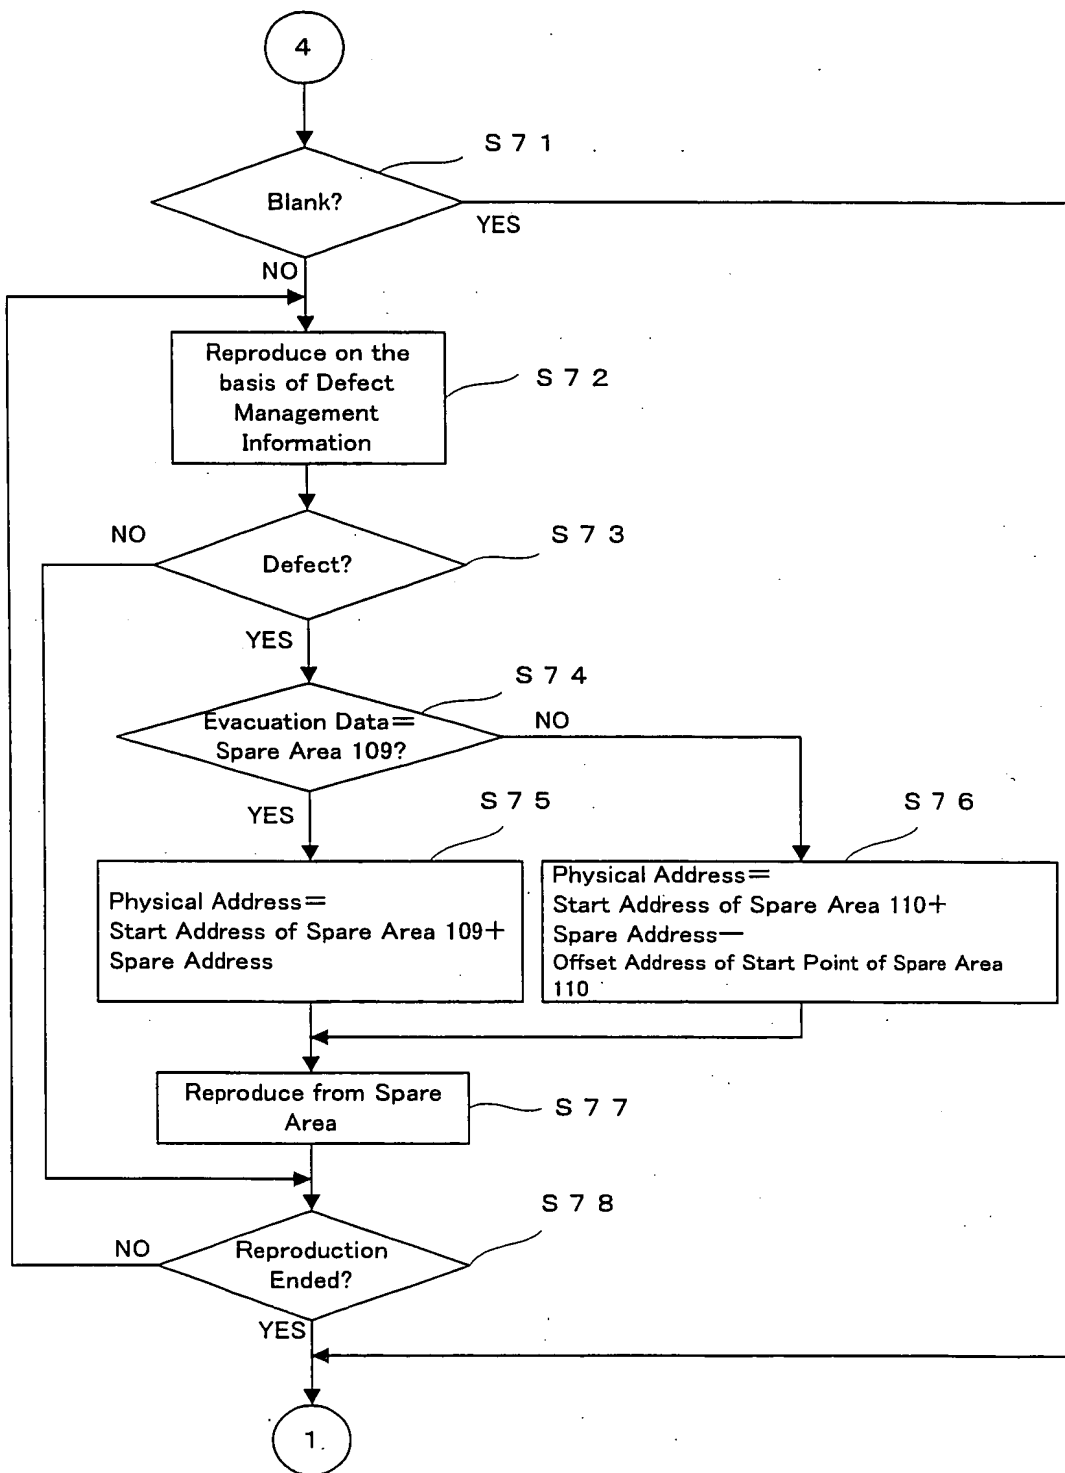 4
S71
Blank?
YES
NO
Reproduce on the
basis of Defect
Management
Information
S72
NO
S73
Defect?
YES
S74
Evacuation Data=
Spare Area 109?
NO
YES
S75
S76
Physical Address=
Start Address of Spare Area 109+
Spare Address
Physical Address=
Start Address of Spare Area 110+
Spare Address—
Offset Address of Start Point of Spare Area
110
Reproduce from Spare
Area
S77
S78
NO
Reproduction
Ended?
YES
1